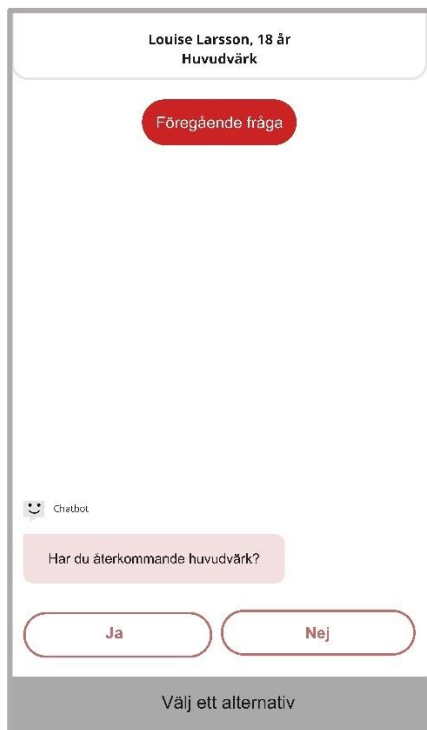 Louise Larsson, 18 år
Huvudvärk
Föregående fråga
Chatbot
Har du återkommande huvudvärk?
Ja
Nej
Välj ett alternativ